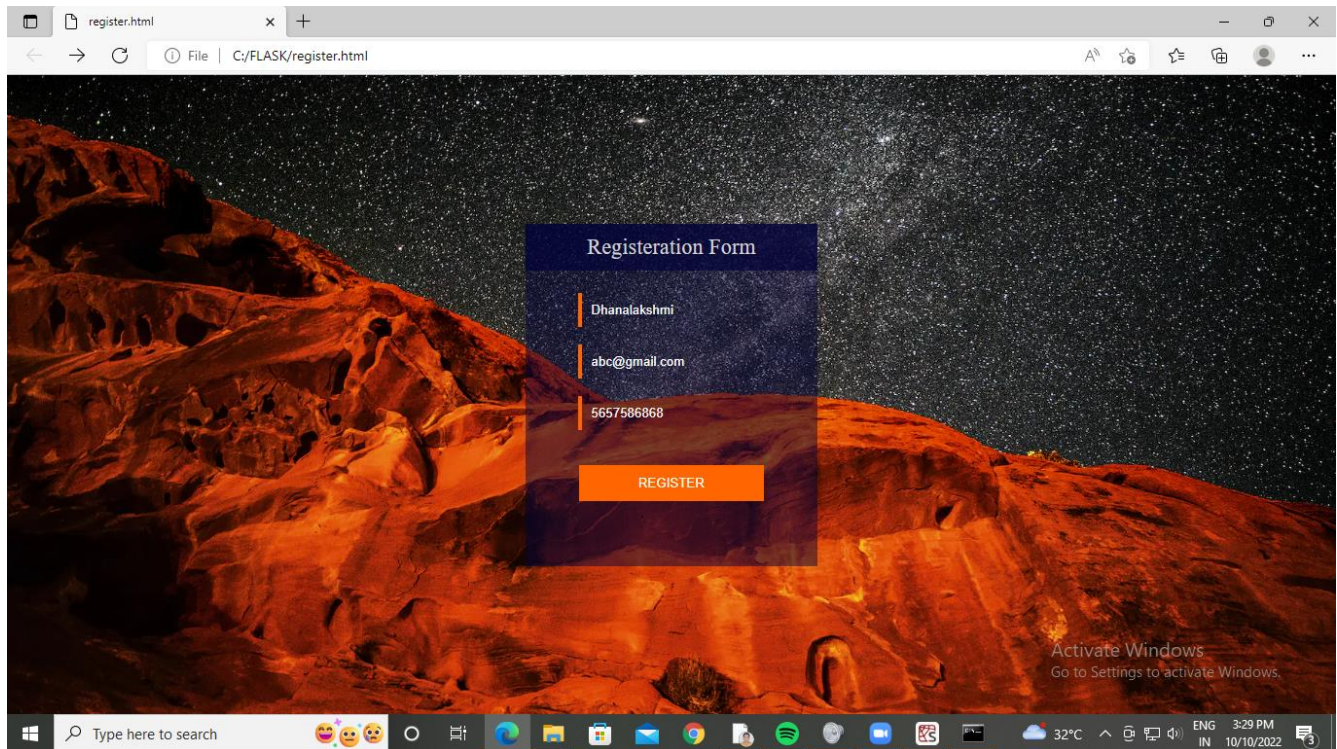 register.html
File
C:/FLASK/register.html
Registeration Form
Dhanalakshmi
abc@gmail.com
5657586868
REGISTER
Activate Windows
Go to Settings to activate Windows.
Type here to search
32°C
ENG
IN
3:29 PM
10/10/2022
3